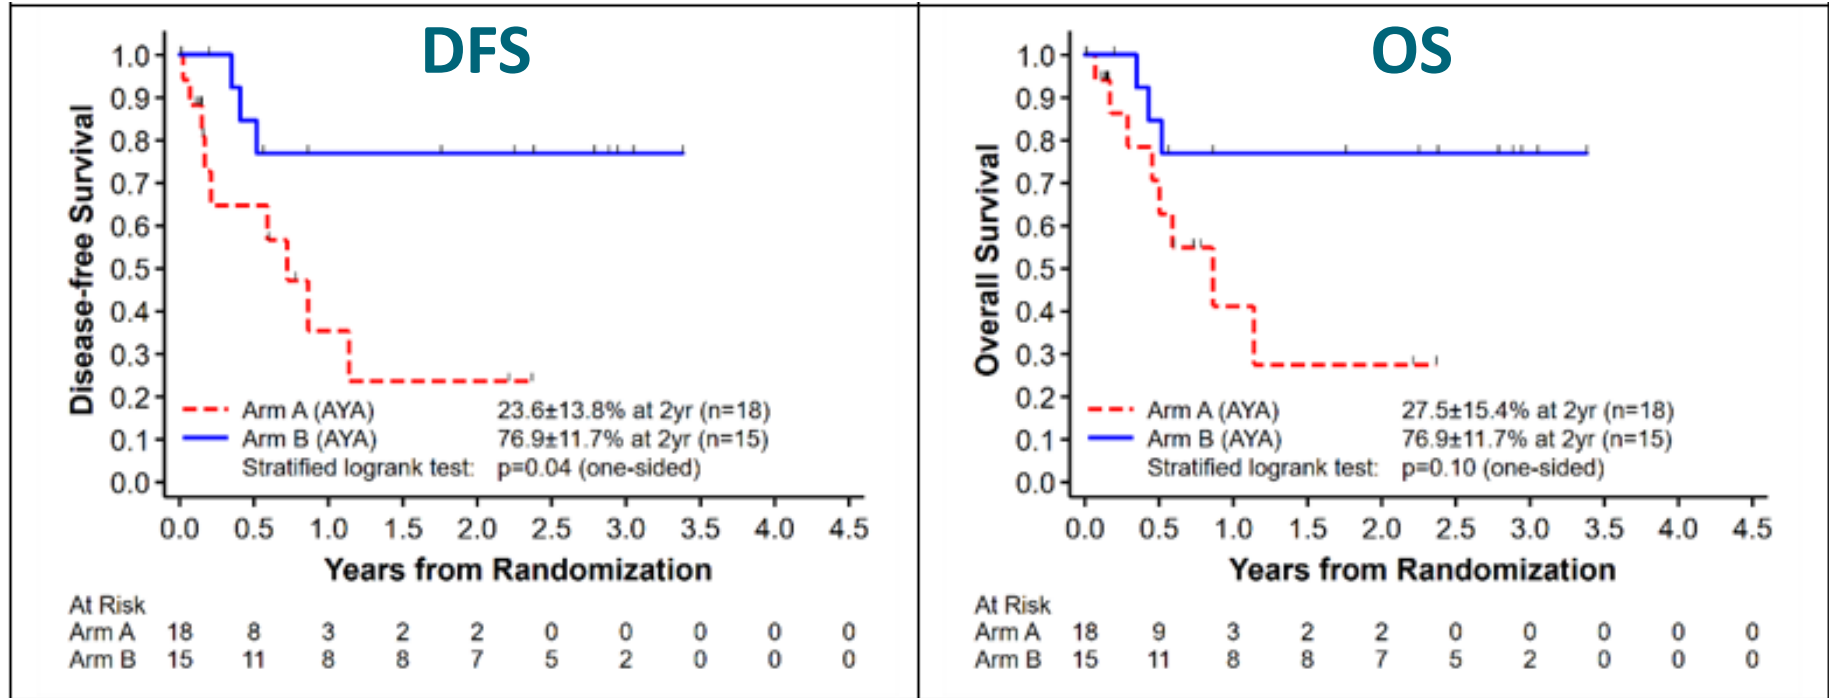 DFS
Disease-free Survival
1.0
0.9
0.8
0.7
0.6
0.5
0.4
0.3
0.2
0.1
0.0
Arm A (AYA) 23.6±13.8% at 2yr (n=18)
Arm B (AYA) 76.9±11.7% at 2yr (n=15)
Stratified logrank test: p=0.04 (one-sided)
0.0 0.5 1.0 1.5 2.0 2.5 3.0 3.5 4.0 4.5
Years from Randomization
At Risk
Arm A 18 8 3 2 2 0 0 0 0 0
Arm B 15 11 8 8 7 5 2 0 0 0
OS
Overall Survival
1.0
0.9
0.8
0.7
0.6
0.5
0.4
0.3
0.2
0.1
0.0
Arm A (AYA) 27.5±15.4% at 2yr (n=18)
Arm B (AYA) 76.9±11.7% at 2yr (n=15)
Stratified logrank test: p=0.10 (one-sided)
0.0 0.5 1.0 1.5 2.0 2.5 3.0 3.5 4.0 4.5
Years from Randomization
At Risk
Arm A 18 9 3 2 2 0 0 0 0 0
Arm B 15 11 8 8 7 5 2 0 0 0